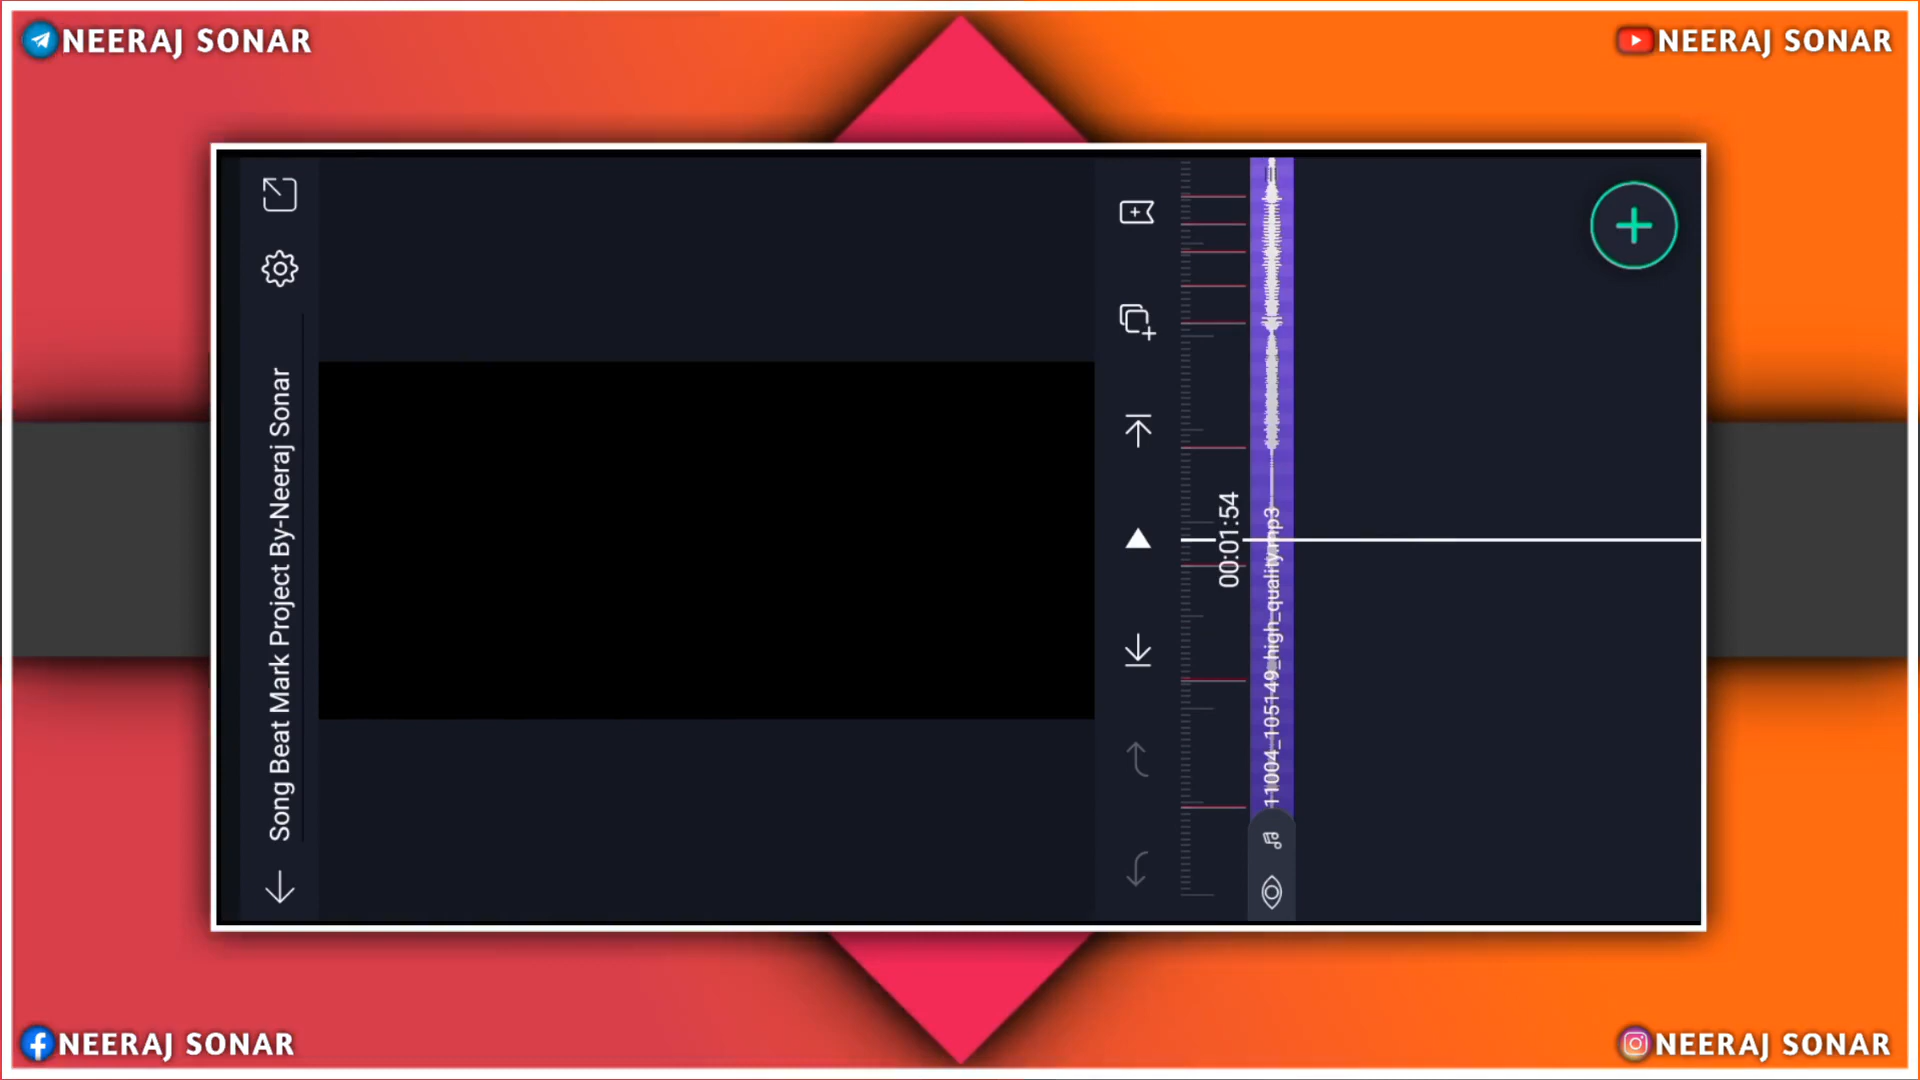 NEERAJ SONAR
NEERAJ SONAR
Song Beat Mark Project By-Neeraj Sonar
00:01:54
11004_105149_high_quality.mp3
NEERAJ SONAR
NEERAJ SONAR